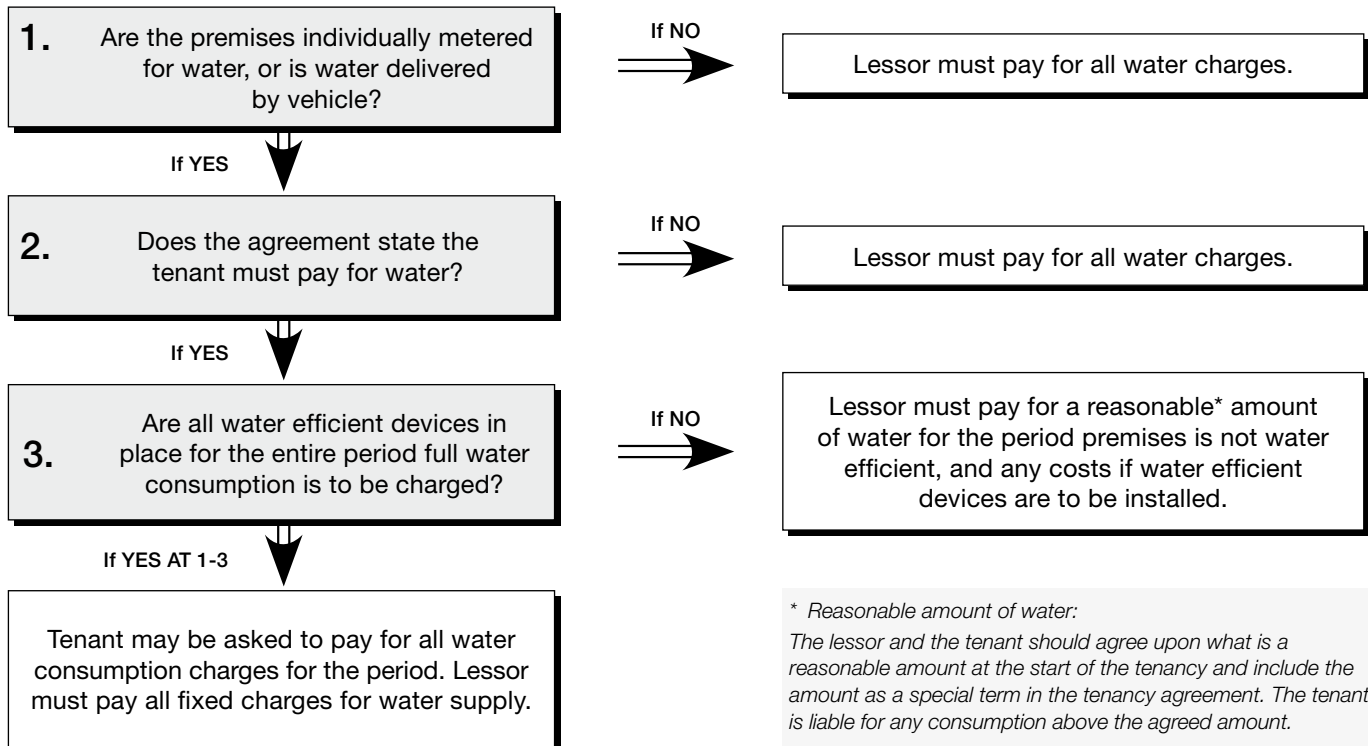 1.
Are the premises individually metered
for water, or is water delivered
by vehicle?
If NO
Lessor must pay for all water charges.
If YES
2.
Does the agreement state the
tenant must pay for water?
If NO
Lessor must pay for all water charges.
If YES
3.
Are all water efficient devices in
place for the entire period full water
consumption is to be charged?
If NO
Lessor must pay for a reasonable* amount
of water for the period premises is not water
efficient, and any costs if water efficient
devices are to be installed.
If YES AT 1-3
Tenant may be asked to pay for all water
consumption charges for the period. Lessor
must pay all fixed charges for water supply.
* Reasonable amount of water:
The lessor and the tenant should agree upon what is a
reasonable amount at the start of the tenancy and include the
amount as a special term in the tenancy agreement. The tenant
is liable for any consumption above the agreed amount.